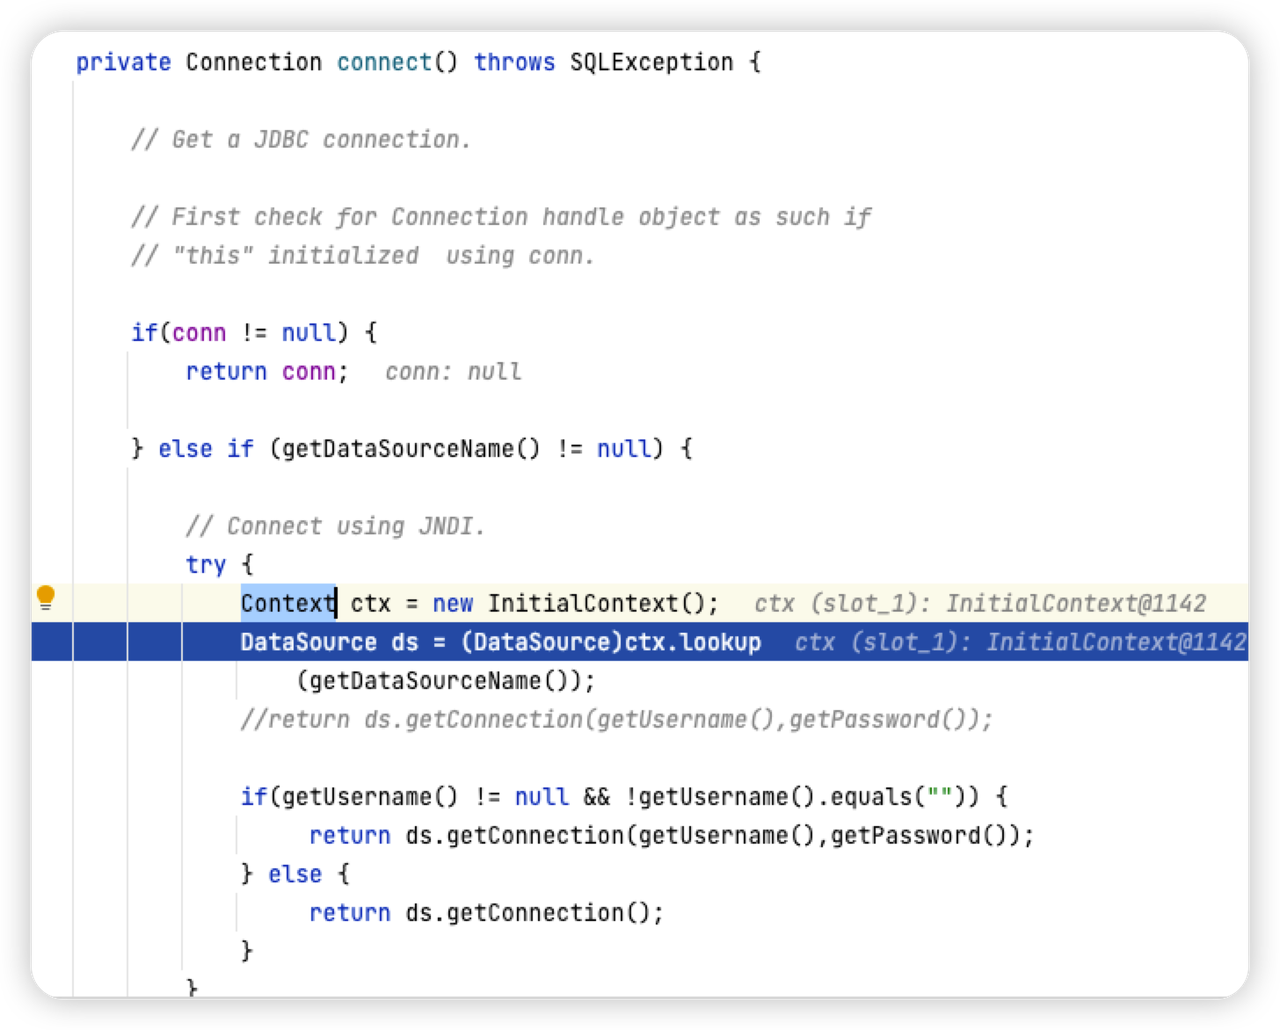 private Connection connect() throws SQLException {
// Get a JDBC connection.
// First check for Connection handle object as such if
// "this" initialized  using conn.
if(conn != null) {
return conn;   conn: null
} else if (getDataSourceName() != null) {
// Connect using JNDI.
try {
Context ctx = new InitialContext();   ctx (slot_1): InitialContext@1142
DataSource ds = (DataSource)ctx.lookup   ctx (slot_1): InitialContext@1142
(getDataSourceName());
//return ds.getConnection(getUsername(),getPassword());
if(getUsername() != null && !getUsername().equals("")) {
return ds.getConnection(getUsername(),getPassword());
} else {
return ds.getConnection();
}
}